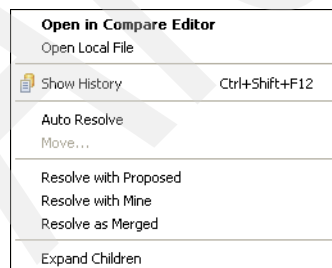 Open in Compare Editor
Open Local File
Show History Ctrl+Shift+F12
Auto Resolve
Move...
Resolve with Proposed
Resolve with Mine
Resolve as Merged
Expand Children